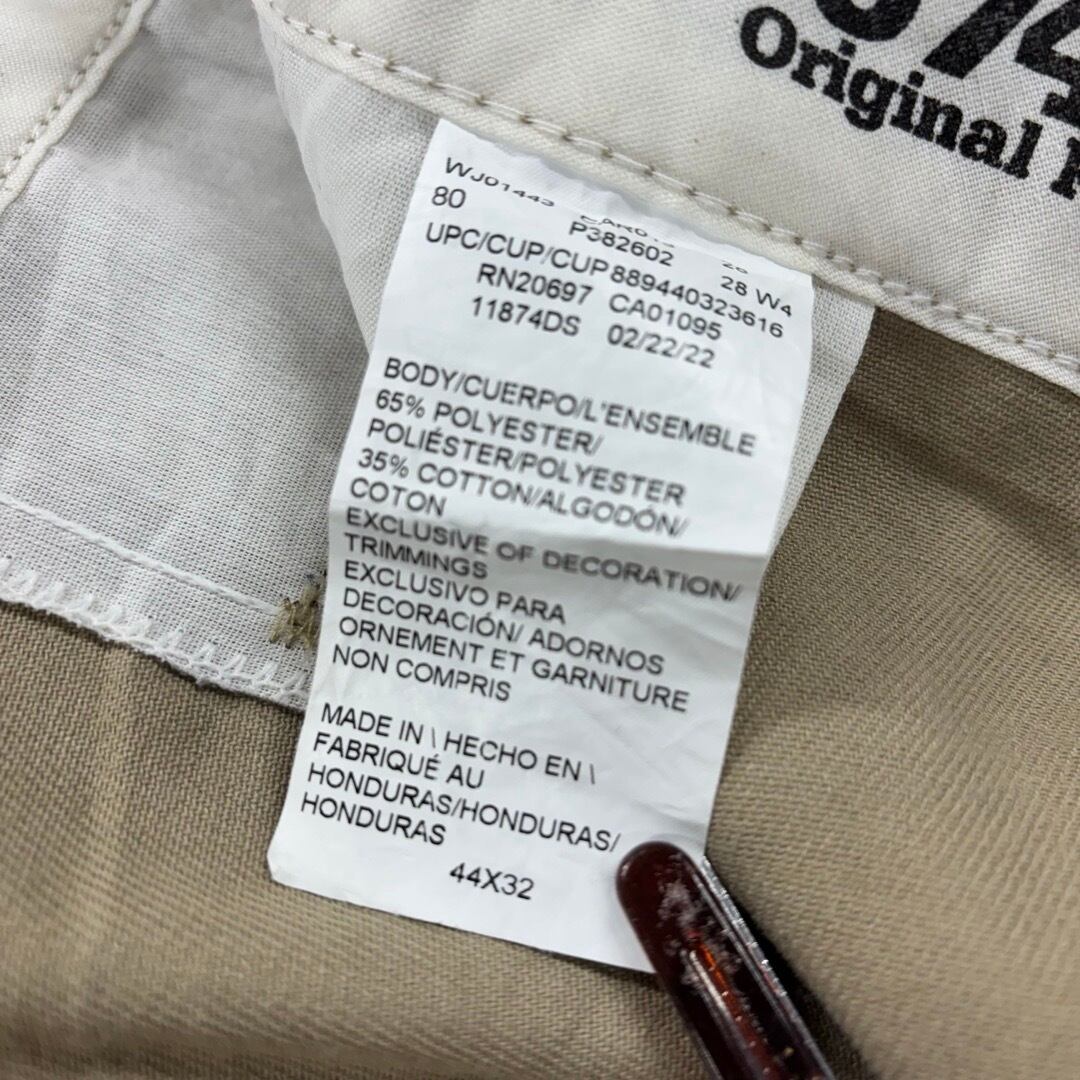 874
Original
WJ01443
80 P382602
28 W4
UPC/CUP/CUP 889440323616
RN20697 CA01095
11874DS 02/22/22
BODY/CUERPO/L'ENSEMBLE
65% POLYESTER/
POLIÉSTER/POLYESTER
35% COTTON/ALGODÓN/
COTON
EXCLUSIVE OF DECORATION/
TRIMMINGS
EXCLUSIVO PARA
DECORACIÓN/ ADORNOS
ORNEMENT ET GARNITURE
NON COMPRIS
MADE IN \ HECHO EN \
FABRIQUÉ AU
HONDURAS/HONDURAS/
HONDURAS
44X32